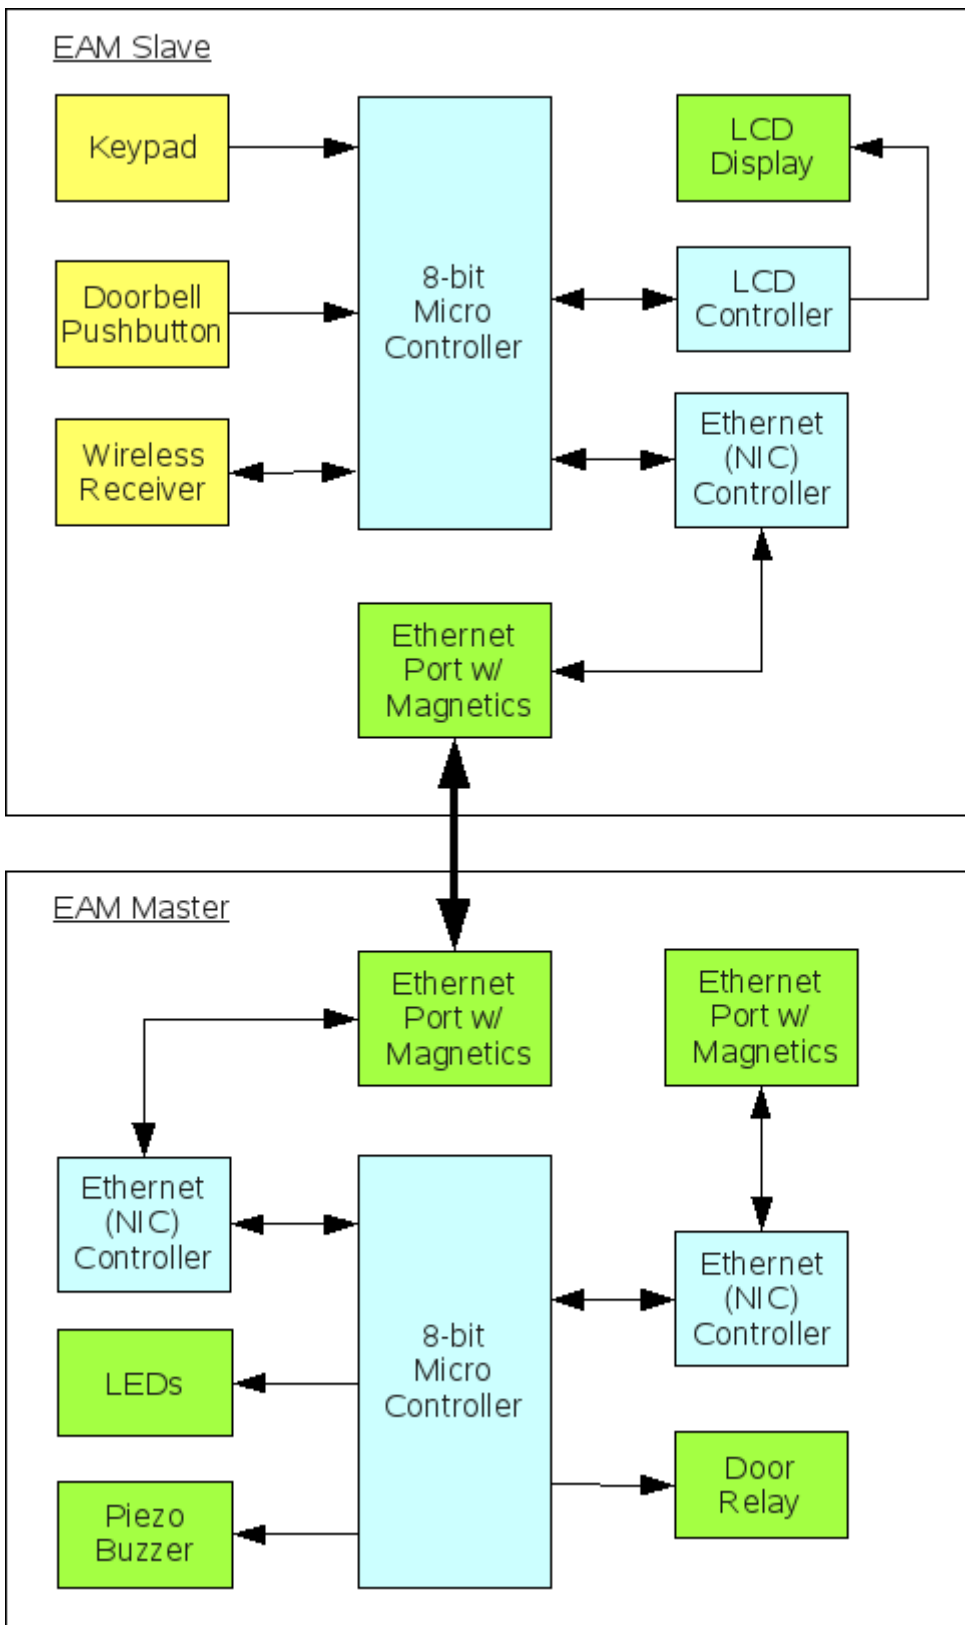 EAM Slave
Keypad
Doorbell
Pushbutton
Wireless
Receiver
8-bit
Micro
Controller
LCD
Display
LCD
Controller
Ethernet
(NIC)
Controller
Ethernet
Port w/
Magnetics
EAM Master
Ethernet
Port w/
Magnetics
Ethernet
Port w/
Magnetics
Ethernet
(NIC)
Controller
LEDs
Piezo
Buzzer
8-bit
Micro
Controller
Ethernet
(NIC)
Controller
Door
Relay